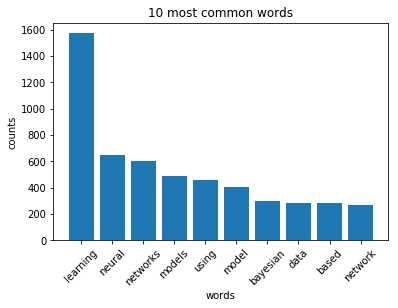 10 most common words
counts
1600
1400
1200
1000
800
600
400
200
0
learning
neural
networks
models
using
model
bayesian
data
based
network
words